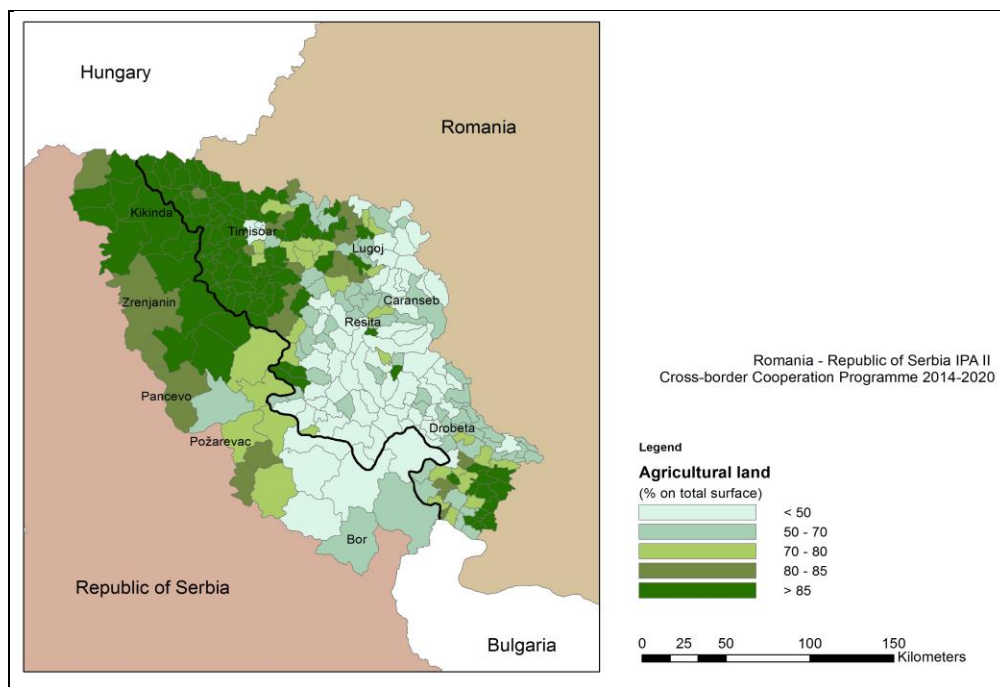 Hungary
Romania
Kikinda
Timisoar
Lugoj
Zrenjanin
Caranseb
Resita
Pancevo
Požarevac
Drobeta
Bor
Republic of Serbia
Bulgaria
Romania - Republic of Serbia IPA II
Cross-border Cooperation Programme 2014-2020
Legend
Agricultural land
(% on total surface)
< 50
50 - 70
70 - 80
80 - 85
> 85
0 25 50 100 150
Kilometers